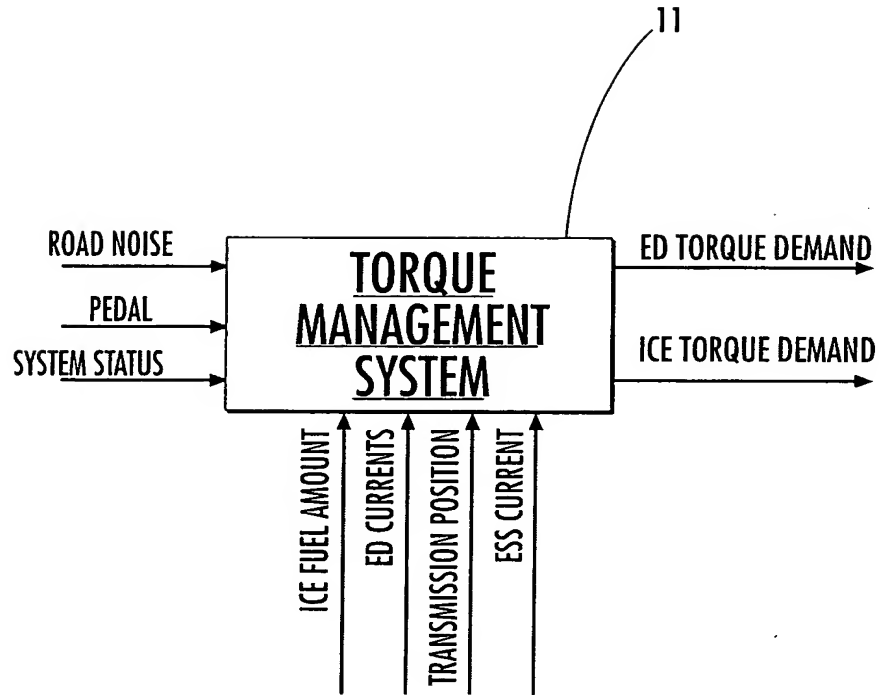 11
ROAD NOISE
PEDAL
SYSTEM STATUS
TORQUE
MANAGEMENT
SYSTEM
ED TORQUE DEMAND
ICE TORQUE DEMAND
ICE FUEL AMOUNT
ED CURRENTS
TRANSMISSION POSITION
ESS CURRENT